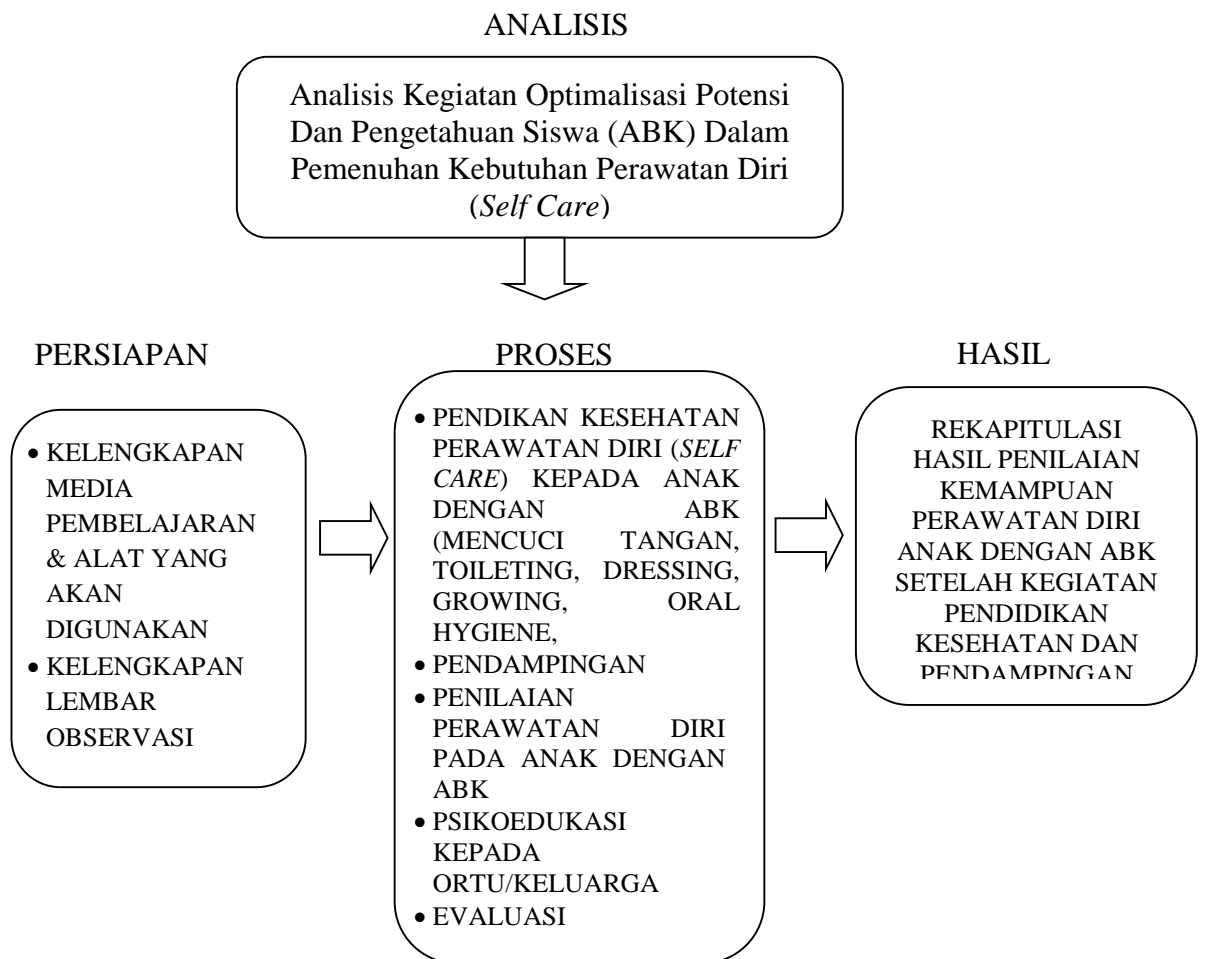 ANALISIS
Analisis Kegiatan Optimalisasi Potensi
Dan Pengetahuan Siswa (ABK) Dalam
Pemenuhan Kebutuhan Perawatan Diri
(Self Care)
PERSIAPAN
• KELENGKAPAN
MEDIA
PEMBELAJARAN
& ALAT YANG
AKAN
DIGUNAKAN
• KELENGKAPAN
LEMBAR
OBSERVASI
PROSES
• PENDIKAN KESEHATAN
PERAWATAN DIRI (SELF
CARE) KEPADA ANAK
DENGAN ABK
(MENCUCI TANGAN,
TOILETING, DRESSING,
GROWING, ORAL
HYGIENE,
• PENDAMPINGAN
• PENILAIAN
PERAWATAN DIRI
PADA ANAK DENGAN
ABK
• PSIKOEDUKASI
KEPADA
ORTU/KELUARGA
• EVALUASI
HASIL
REKAPITULASI
HASIL PENILAIAN
KEMAMPUAN
PERAWATAN DIRI
ANAK DENGAN ABK
SETELAH KEGIATAN
PENDIDIKAN
KESEHATAN DAN
PENDAMPINGAN